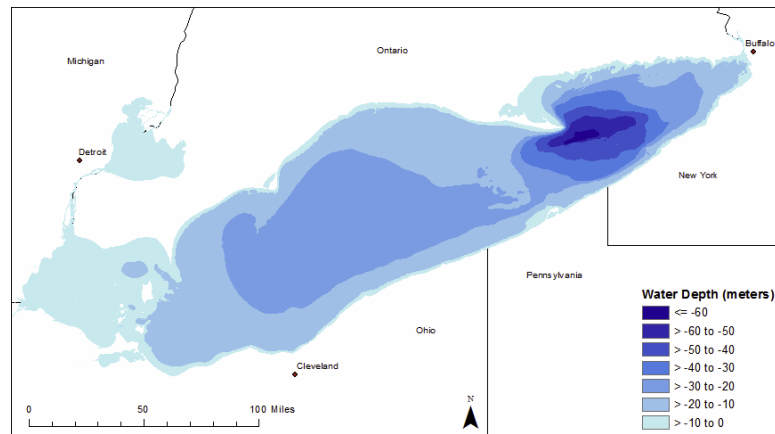 Michigan
Ontario
Buffalo
Detroit
New York
Pennsylvania
Ohio
Cleveland
Water Depth (meters)
<= -60
> -60 to -50
> -50 to -40
> -40 to -30
> -30 to -20
> -20 to -10
> -10 to 0
N
0 50 100 Miles